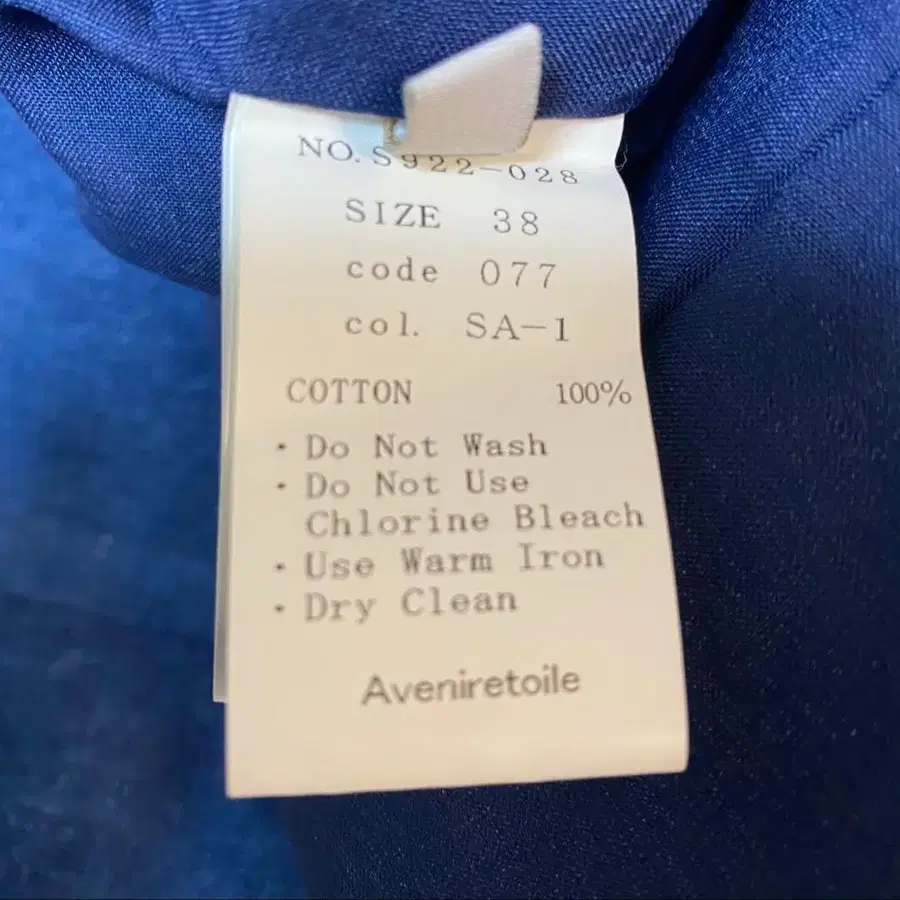 NO. S922-028
SIZE 38
code 077
col. SA-1
COTTON 100%
・Do Not Wash
・Do Not Use
Chlorine Bleach
・Use Warm Iron
・Dry Clean
Aveniretoile